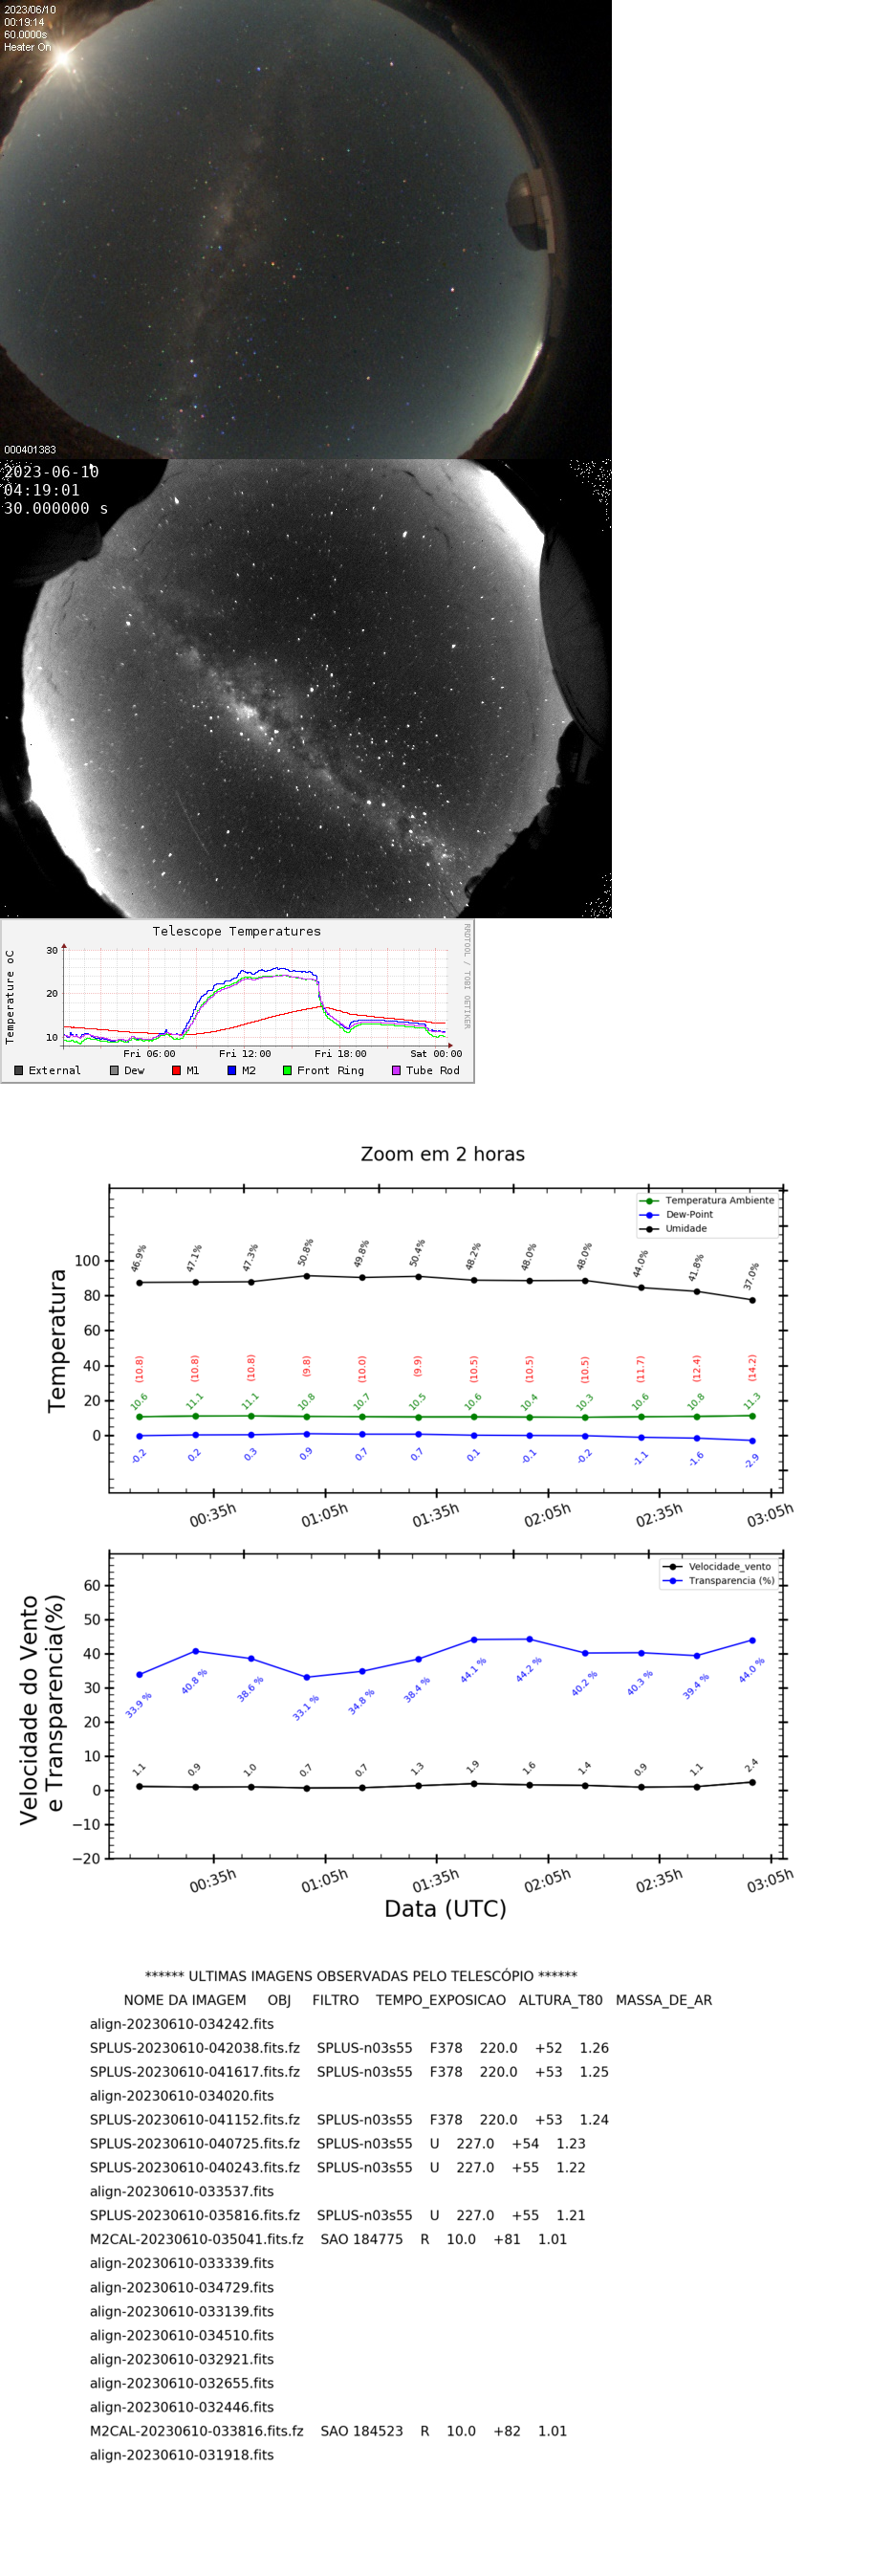 2023/06/10
00:19:14
60.0000s
Heater On
000401383
2023-06-10
04:19:01
30.000000 s
Telescope Temperatures
RRDTOOL / TOBI OETIKER
Temperature oC
30
20
10
Fri 06:00 Fri 12:00 Fri 18:00 Sat 00:00
External Dew M1 M2 Front Ring Tube Rod
Zoom em 2 horas
Temperatura Ambiente
Dew-Point
Umidade
Temperatura
100
80
60
40
20
0
46.9% 47.1% 47.3% 50.8% 49.8% 50.4% 48.2% 48.0% 48.0% 44.0% 41.8% 37.0%
(10.8) (10.8) (10.8) (9.8) (10.0) (9.9) (10.5) (10.5) (10.5) (11.7) (12.4) (14.2)
10.6 11.1 11.1 10.8 10.7 10.5 10.6 10.4 10.3 10.6 10.8 11.3
-0.2 0.2 0.3 0.9 0.7 0.7 0.1 -0.1 -0.2 -1.1 -1.6 -2.9
00:35h 01:05h 01:35h 02:05h 02:35h 03:05h
Velocidade_vento
Transparencia (%)
Velocidade do Vento
e Transparencia(%)
60
50
40
30
20
10
0
−10
−20
33.9 % 40.8 % 38.6 % 33.1 % 34.8 % 38.4 % 44.1 % 44.2 % 40.2 % 40.3 % 39.4 % 44.0 %
1.1 0.9 1.0 0.7 0.7 1.3 1.9 1.6 1.4 0.9 1.1 2.4
00:35h 01:05h 01:35h 02:05h 02:35h 03:05h
Data (UTC)
****** ULTIMAS IMAGENS OBSERVADAS PELO TELESCÓPIO ******
NOME DA IMAGEM OBJ FILTRO TEMPO_EXPOSICAO ALTURA_T80 MASSA_DE_AR
align-20230610-034242.fits
SPLUS-20230610-042038.fits.fz SPLUS-n03s55 F378 220.0 +52 1.26
SPLUS-20230610-041617.fits.fz SPLUS-n03s55 F378 220.0 +53 1.25
align-20230610-034020.fits
SPLUS-20230610-041152.fits.fz SPLUS-n03s55 F378 220.0 +53 1.24
SPLUS-20230610-040725.fits.fz SPLUS-n03s55 U 227.0 +54 1.23
SPLUS-20230610-040243.fits.fz SPLUS-n03s55 U 227.0 +55 1.22
align-20230610-033537.fits
SPLUS-20230610-035816.fits.fz SPLUS-n03s55 U 227.0 +55 1.21
M2CAL-20230610-035041.fits.fz SAO 184775 R 10.0 +81 1.01
align-20230610-033339.fits
align-20230610-034729.fits
align-20230610-033139.fits
align-20230610-034510.fits
align-20230610-032921.fits
align-20230610-032655.fits
align-20230610-032446.fits
M2CAL-20230610-033816.fits.fz SAO 184523 R 10.0 +82 1.01
align-20230610-031918.fits